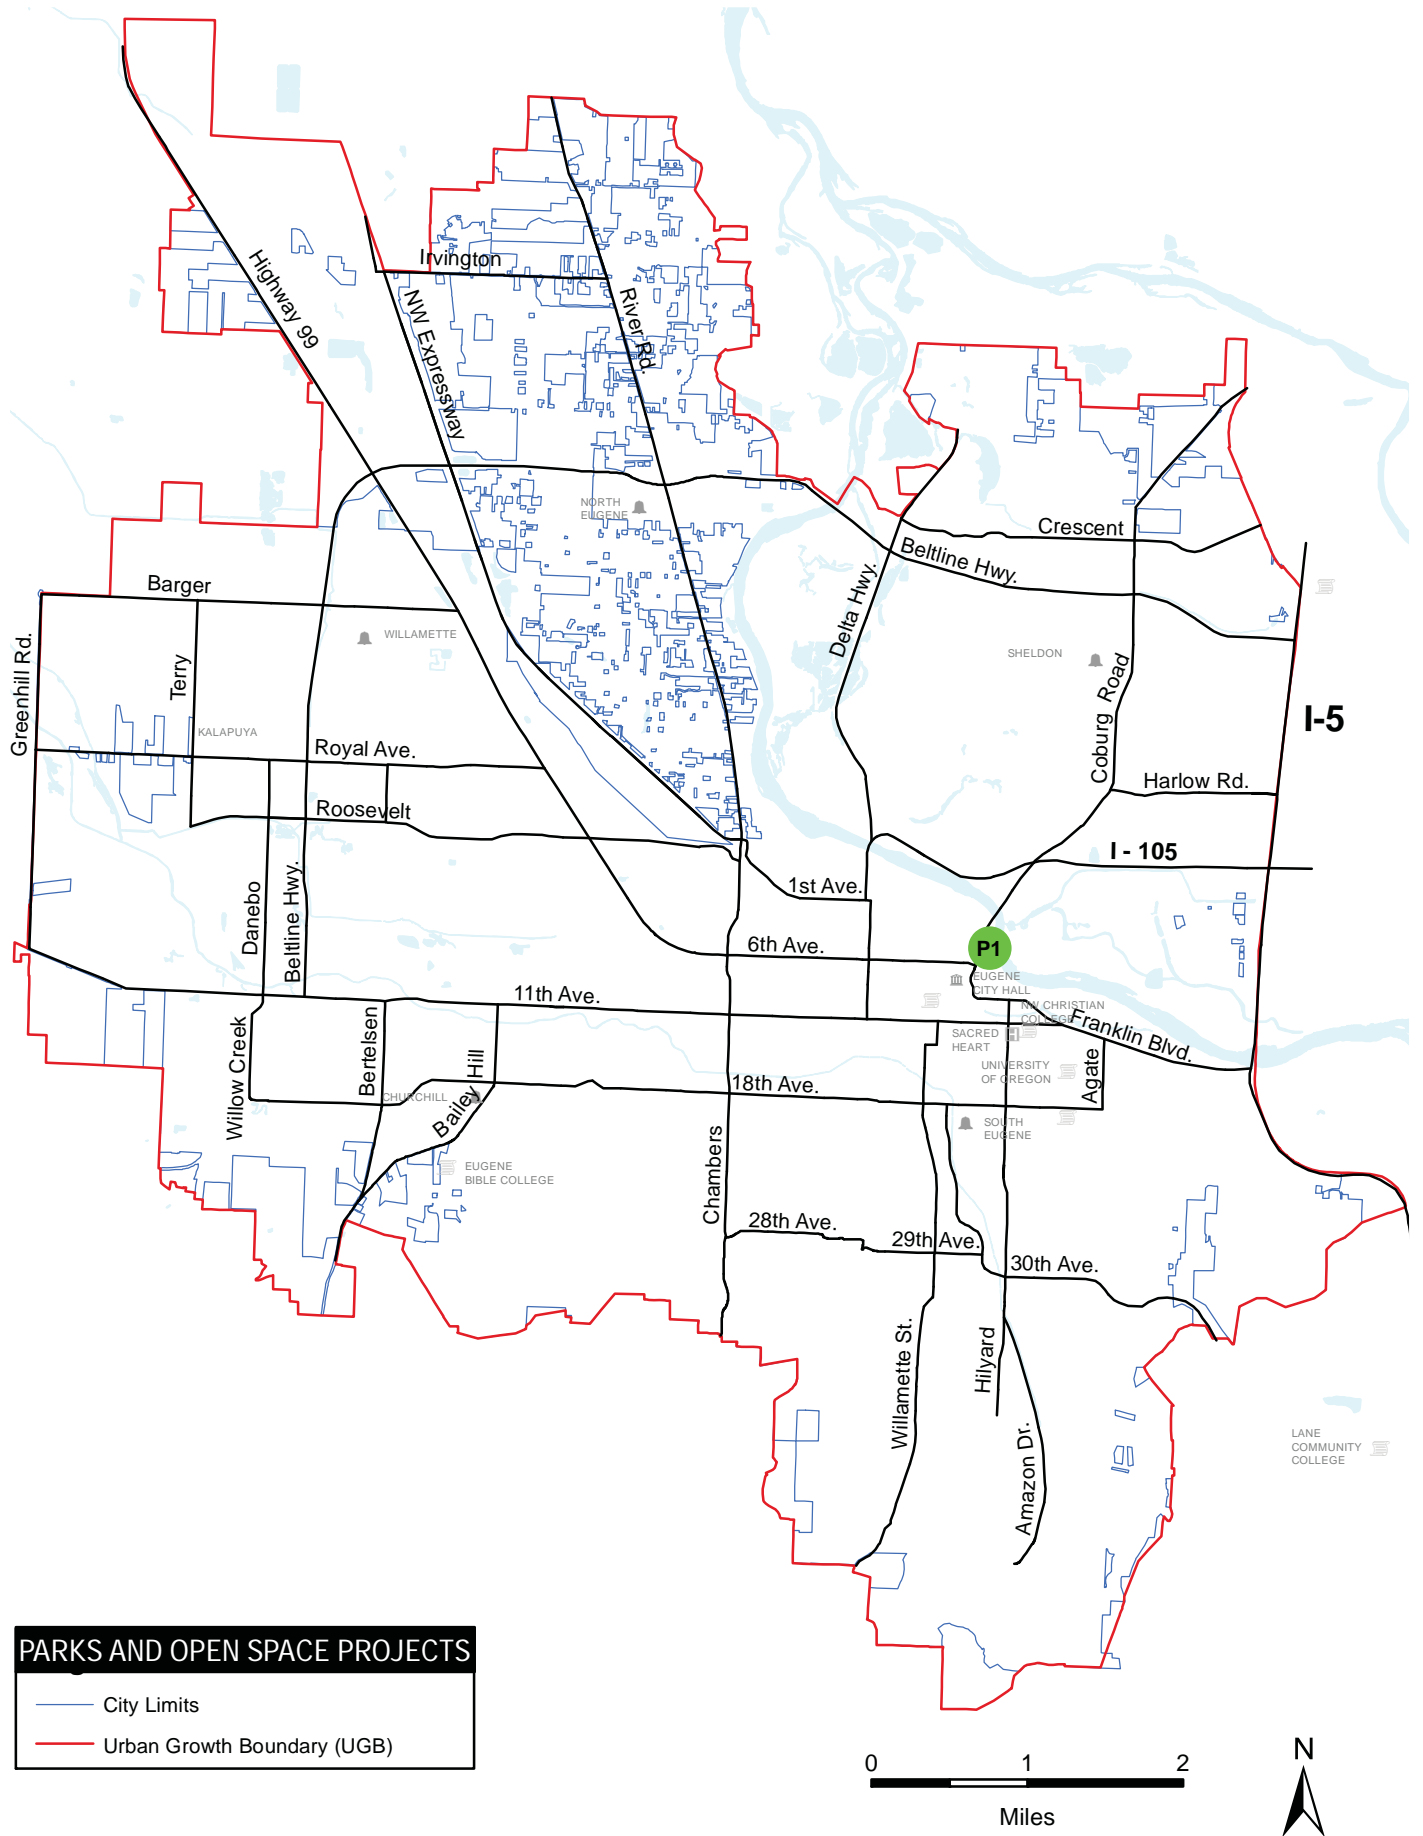 Irvington
Highway 99
NW Expressway
River Rd.
NORTH
EUGENE
Crescent
Beltline Hwy.
Delta Hwy.
Barger
Greenhill Rd.
Terry
WILLAMETTE
SHELDON
Coburg Road
I-5
KALAPUYA
Royal Ave.
Harlow Rd.
Roosevelt
I - 105
1st Ave.
Danebo
Beltline Hwy.
6th Ave.
P1
EUGENE
CITY HALL
11th Ave.
NW CHRISTIAN
COLLEGE
Franklin Blvd.
SACRED
HEART
UNIVERSITY
OF OREGON
Agate
Willow Creek
Bertelsen
Bailey Hill
CHURCHILL
18th Ave.
SOUTH
EUGENE
EUGENE
BIBLE COLLEGE
Chambers
28th Ave.
29th Ave.
30th Ave.
Willamette St.
Hilyard
Amazon Dr.
LANE
COMMUNITY
COLLEGE
PARKS AND OPEN SPACE PROJECTS
City Limits
Urban Growth Boundary (UGB)
0 1 2
Miles
N